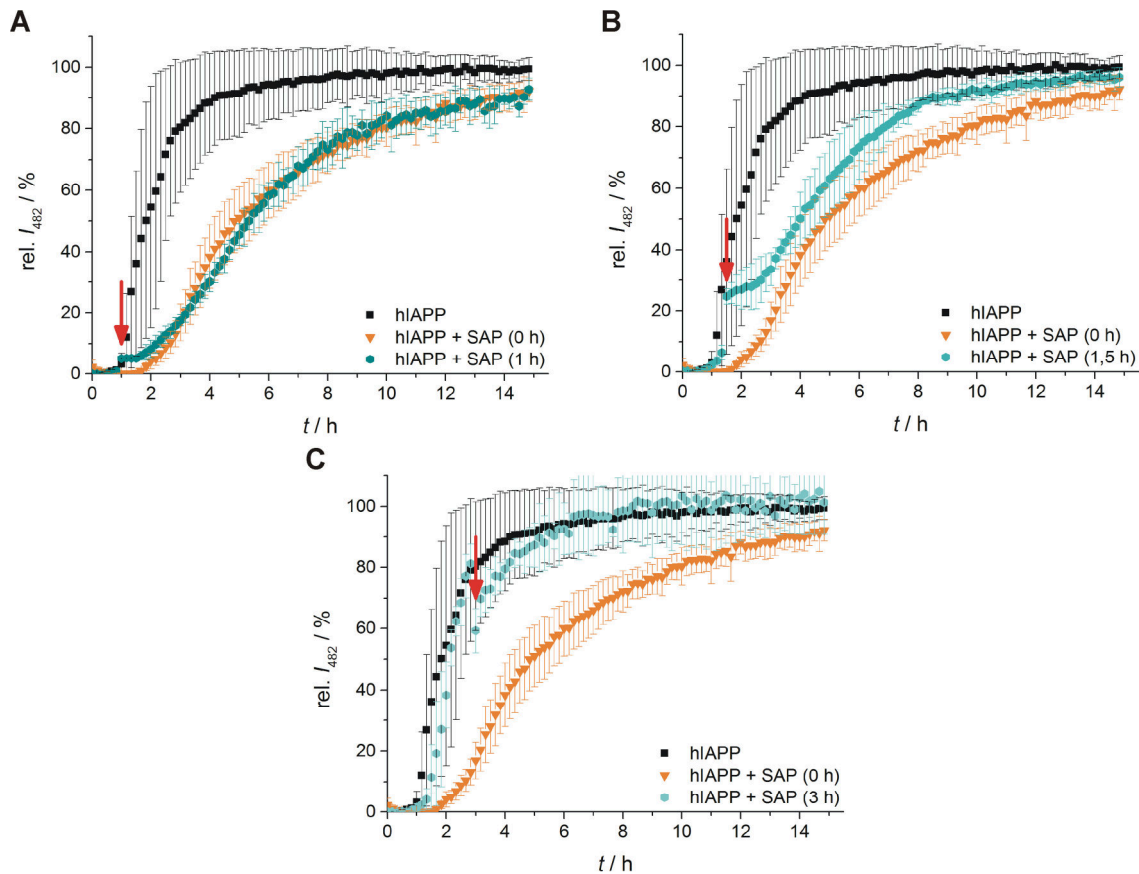 A
rel. I482 / %
100
80
60
40
20
0
hIAPP
hIAPP + SAP (0 h)
hIAPP + SAP (1 h)
0 2 4 6 8 10 12 14
t / h
B
rel. I482 / %
100
80
60
40
20
0
hIAPP
hIAPP + SAP (0 h)
hIAPP + SAP (1,5 h)
0 2 4 6 8 10 12 14
t / h
C
rel. I482 / %
100
80
60
40
20
0
hIAPP
hIAPP + SAP (0 h)
hIAPP + SAP (3 h)
0 2 4 6 8 10 12 14
t / h